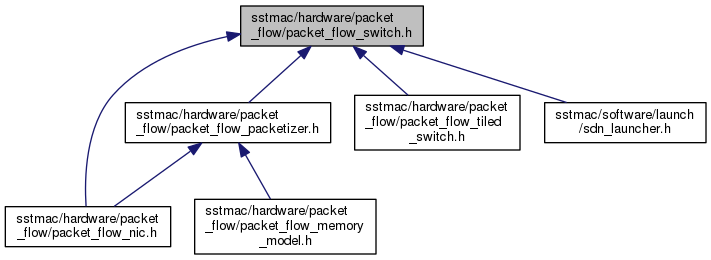 sstmac/hardware/packet
_flow/packet_flow_switch.h
sstmac/hardware/packet
_flow/packet_flow_packetizer.h
sstmac/hardware/packet
_flow/packet_flow_tiled
_switch.h
sstmac/software/launch
/sdn_launcher.h
sstmac/hardware/packet
_flow/packet_flow_nic.h
sstmac/hardware/packet
_flow/packet_flow_memory
_model.h